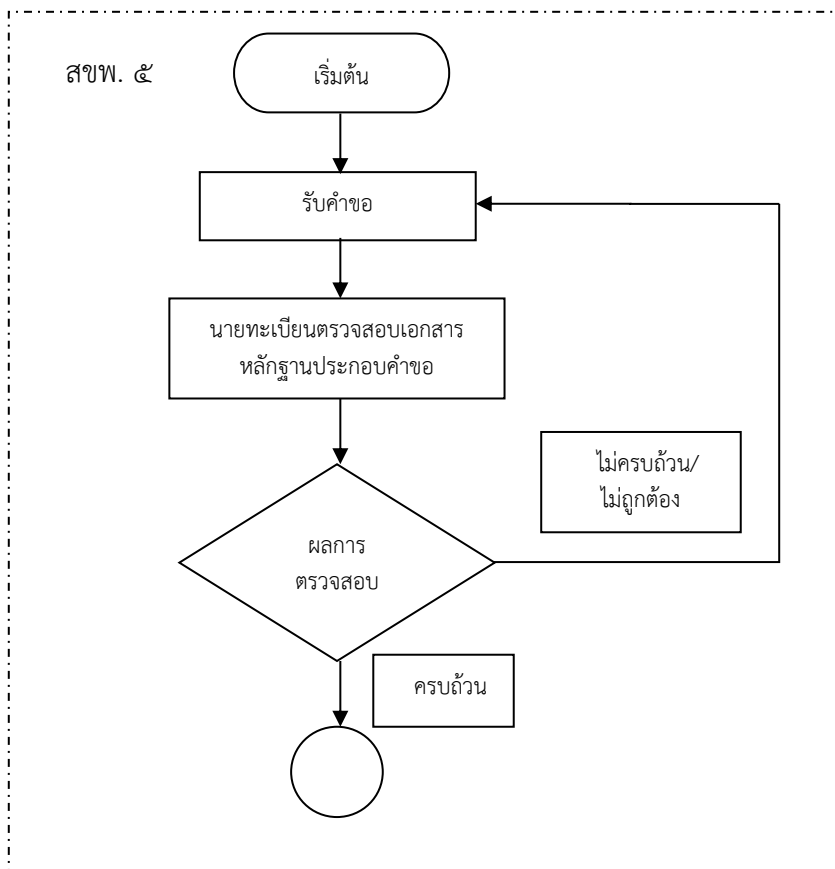 สขพ. ๕
เริ่มต้น
รับคำขอ
นายทะเบียนตรวจสอบเอกสาร
หลักฐานประกอบคำขอ
ไม่ครบถ้วน/
ไม่ถูกต้อง
ผลการ
ตรวจสอบ
ครบถ้วน